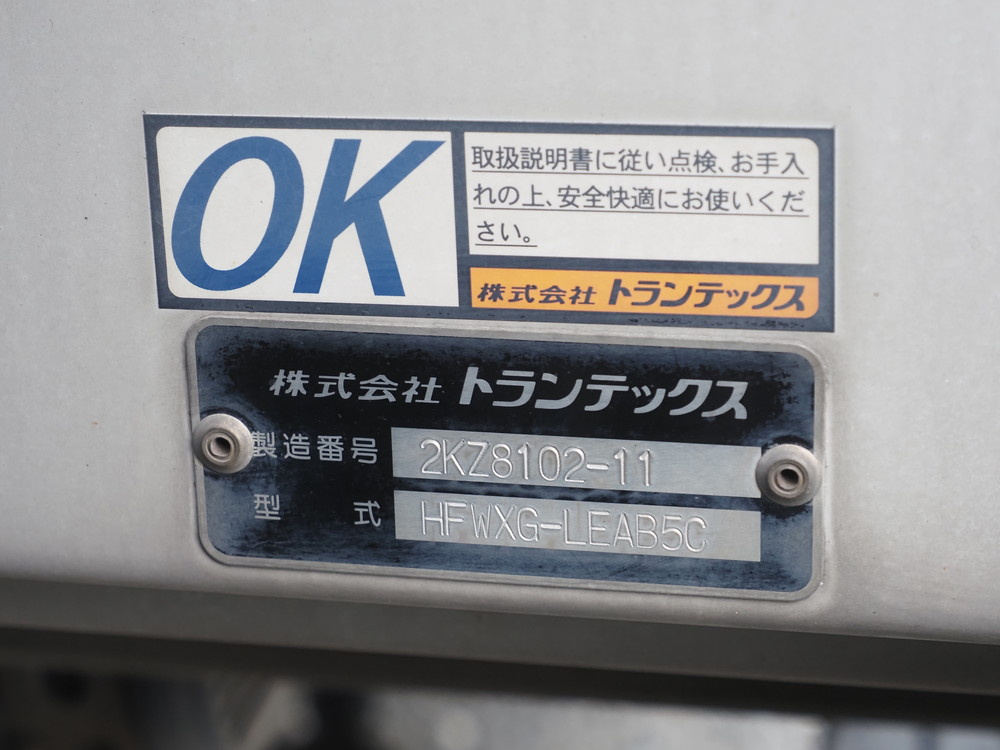 OK
取扱説明書に従い点検、お手入
れの上、安全快適にお使いくだ
さい。
株式会社 トランテックス
株式会社 トランテックス
製造番号 2KZ8102-11
型式 HFWXG-LEAB5C